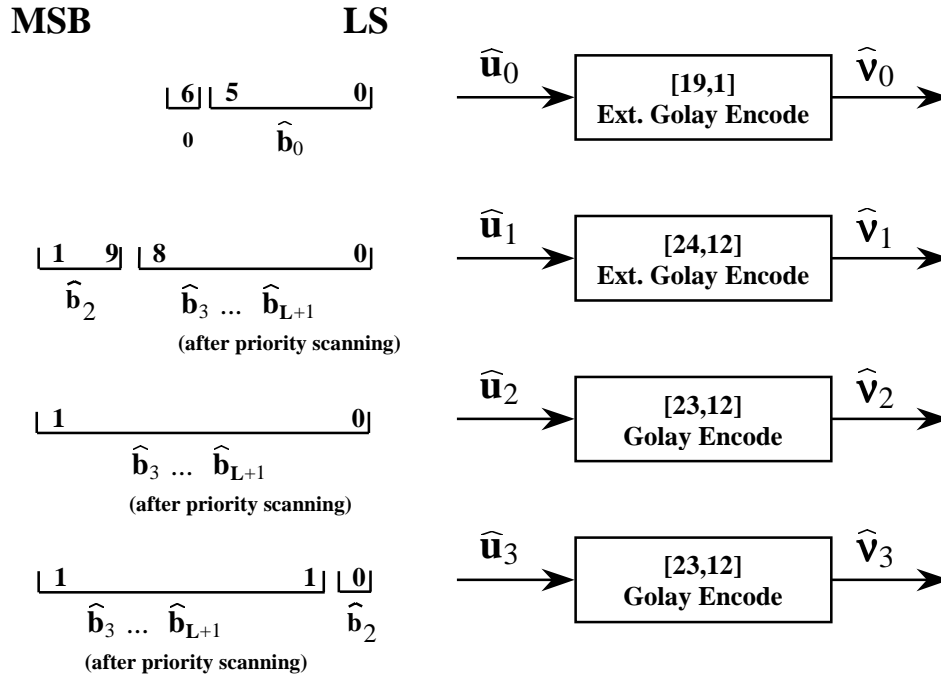 MSB LS
6 5 0
0 b̂0
û0 [19,1] v̂0
Ext. Golay Encode
1 9 8 0
b̂2 b̂3 ... b̂L+1
(after priority scanning)
û1 [24,12] v̂1
Ext. Golay Encode
1 0
b̂3 ... b̂L+1
(after priority scanning)
û2 [23,12] v̂2
Golay Encode
1 1 0
b̂3 ... b̂L+1 b̂2
(after priority scanning)
û3 [23,12] v̂3
Golay Encode